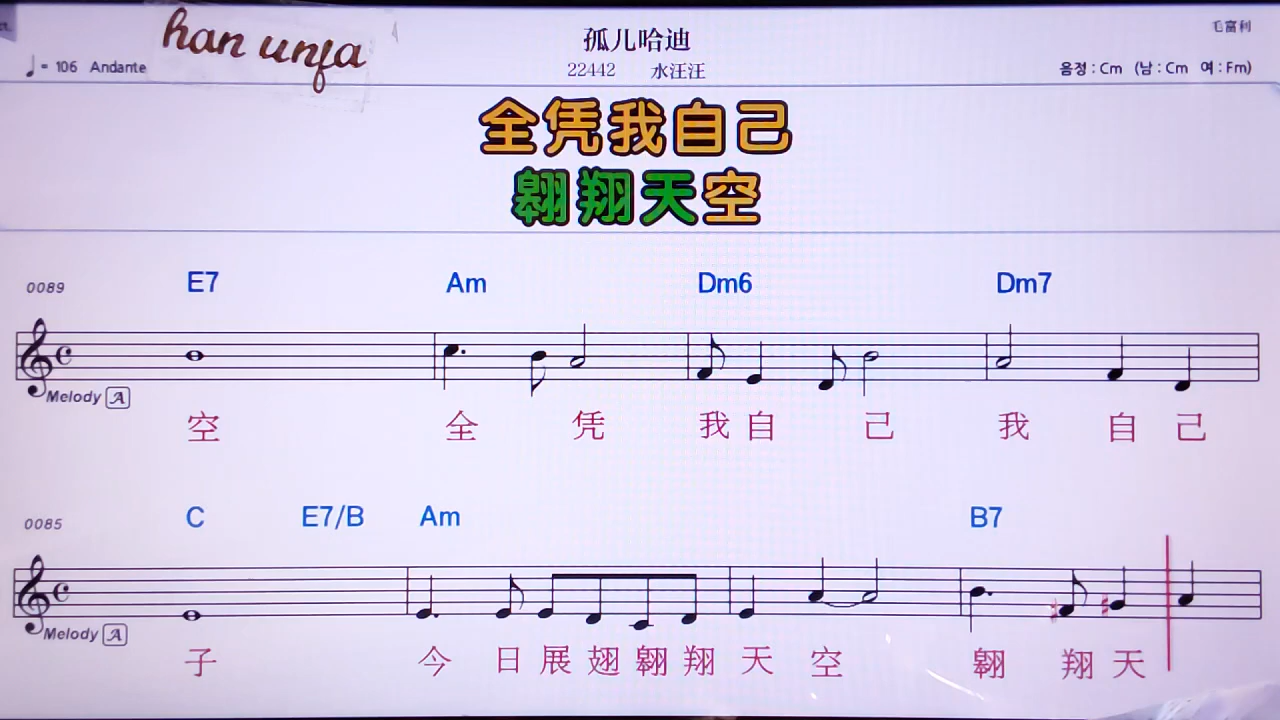 han unfa
孤儿哈迪
毛富利
♩= 106 Andante
22442 水汪汪
음정 : Cm (남 : Cm 여 : Fm)
全凭我自己
翱翔天空
0089
E7 Am Dm6 Dm7
Melody A
空 全 凭 我 自 己 我 自 己
0085
C E7/B Am B7
Melody A
子 今 日 展 翅 翱 翔 天 空 翱 翔 天